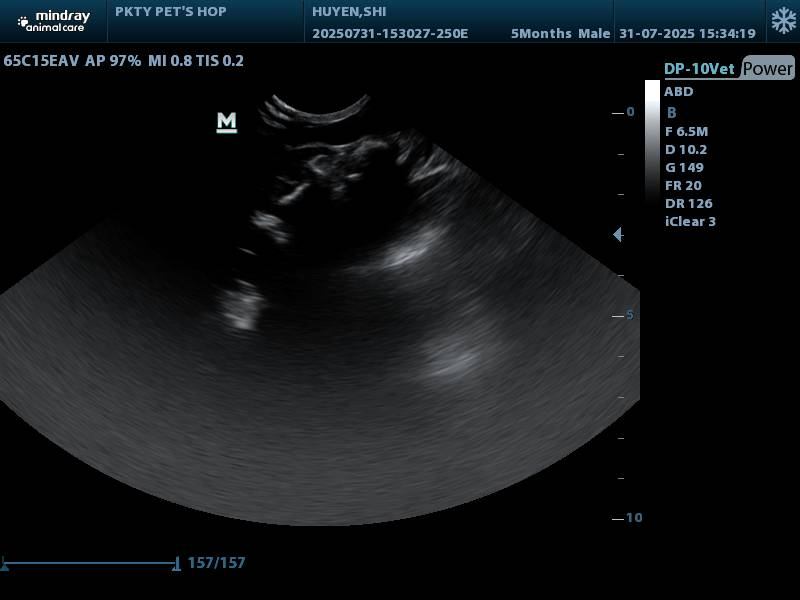 mindray
animal care
PKTY PET'S HOP
HUYEN,SHI
20250731-153027-250E
5Months Male
31-07-2025 15:34:19
65C15EAV AP 97% MI 0.8 TIS 0.2
DP-10Vet
Power
M
ABD
B
F 6.5M
D 10.2
G 149
FR 20
DR 126
iClear 3
0
5
10
157/157